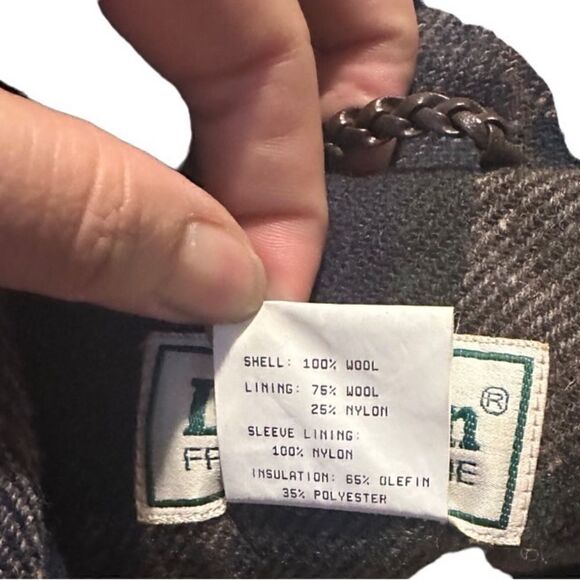 SHELL: 100% WOOL
LINING: 75% WOOL
25% NYLON
SLEEVE LINING:
100% NYLON
INSULATION: 65% OLEFIN
35% POLYESTER
®